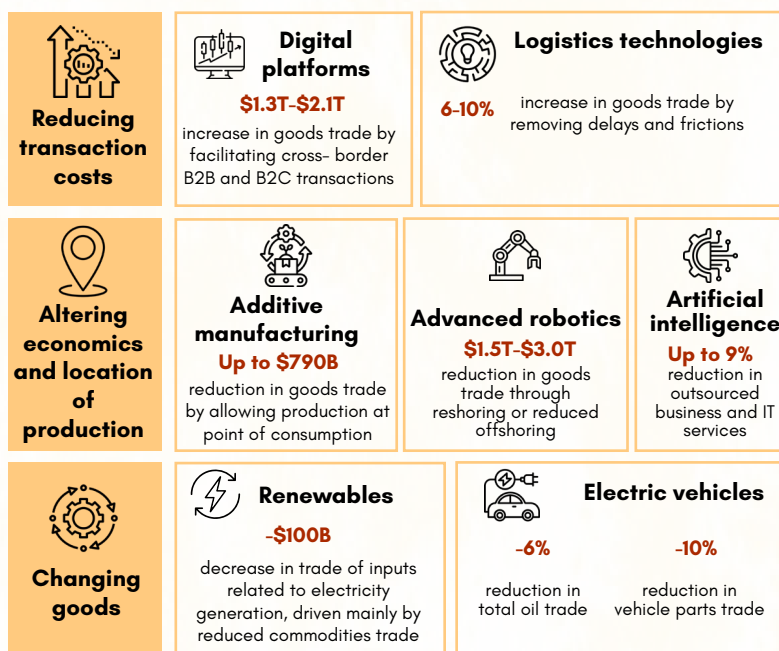 Reducing
transaction
costs
Digital
platforms
$1.3T-$2.1T
increase in goods trade by
facilitating cross- border
B2B and B2C transactions
Logistics technologies
6-10%
increase in goods trade by
removing delays and frictions
Altering
economics
and location
of
production
Additive
manufacturing
Up to $790B
reduction in goods trade
by allowing production at
point of consumption
Advanced robotics
$1.5T-$3.0T
reduction in goods
trade through
reshoring or reduced
offshoring
Artificial
intelligence
Up to 9%
reduction in
outsourced
business and IT
services
Changing
goods
Renewables
-$100B
decrease in trade of inputs
related to electricity
generation, driven mainly by
reduced commodities trade
Electric vehicles
-6%
reduction in
total oil trade
-10%
reduction in
vehicle parts trade